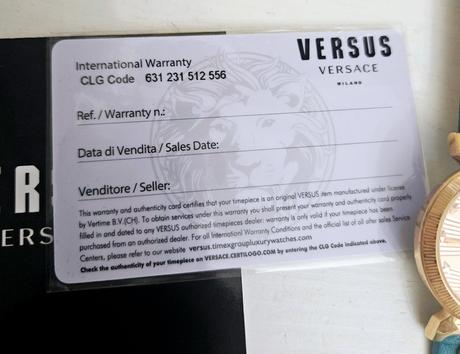 International Warranty
CLG Code 631 231 512 556
VERSUS
VERSACE
MILANO
Ref. / Warranty n.:
Data di Vendita / Sales Date:
Venditore / Seller:
This warranty and authenticity card certifies that your timepiece is an original VERSUS item manufactured under license
by Vertime B.V.(CH). To obtain services under this warranty you shall present your warranty and authenticity card properly
filled in and dated to any VERSUS authorized timepieces dealer: warranty is only valid if timepiece has been
purchased from an authorized dealer. For all International Warranty Conditions and the official list of all other sales Service
Centers, please refer to our website versus.timexgroupluxurywatches.com
Check the authenticity of your timepiece on VERSACE.CERTILOGO.COM by entering the CLG Code indicated above.
ER
ERS